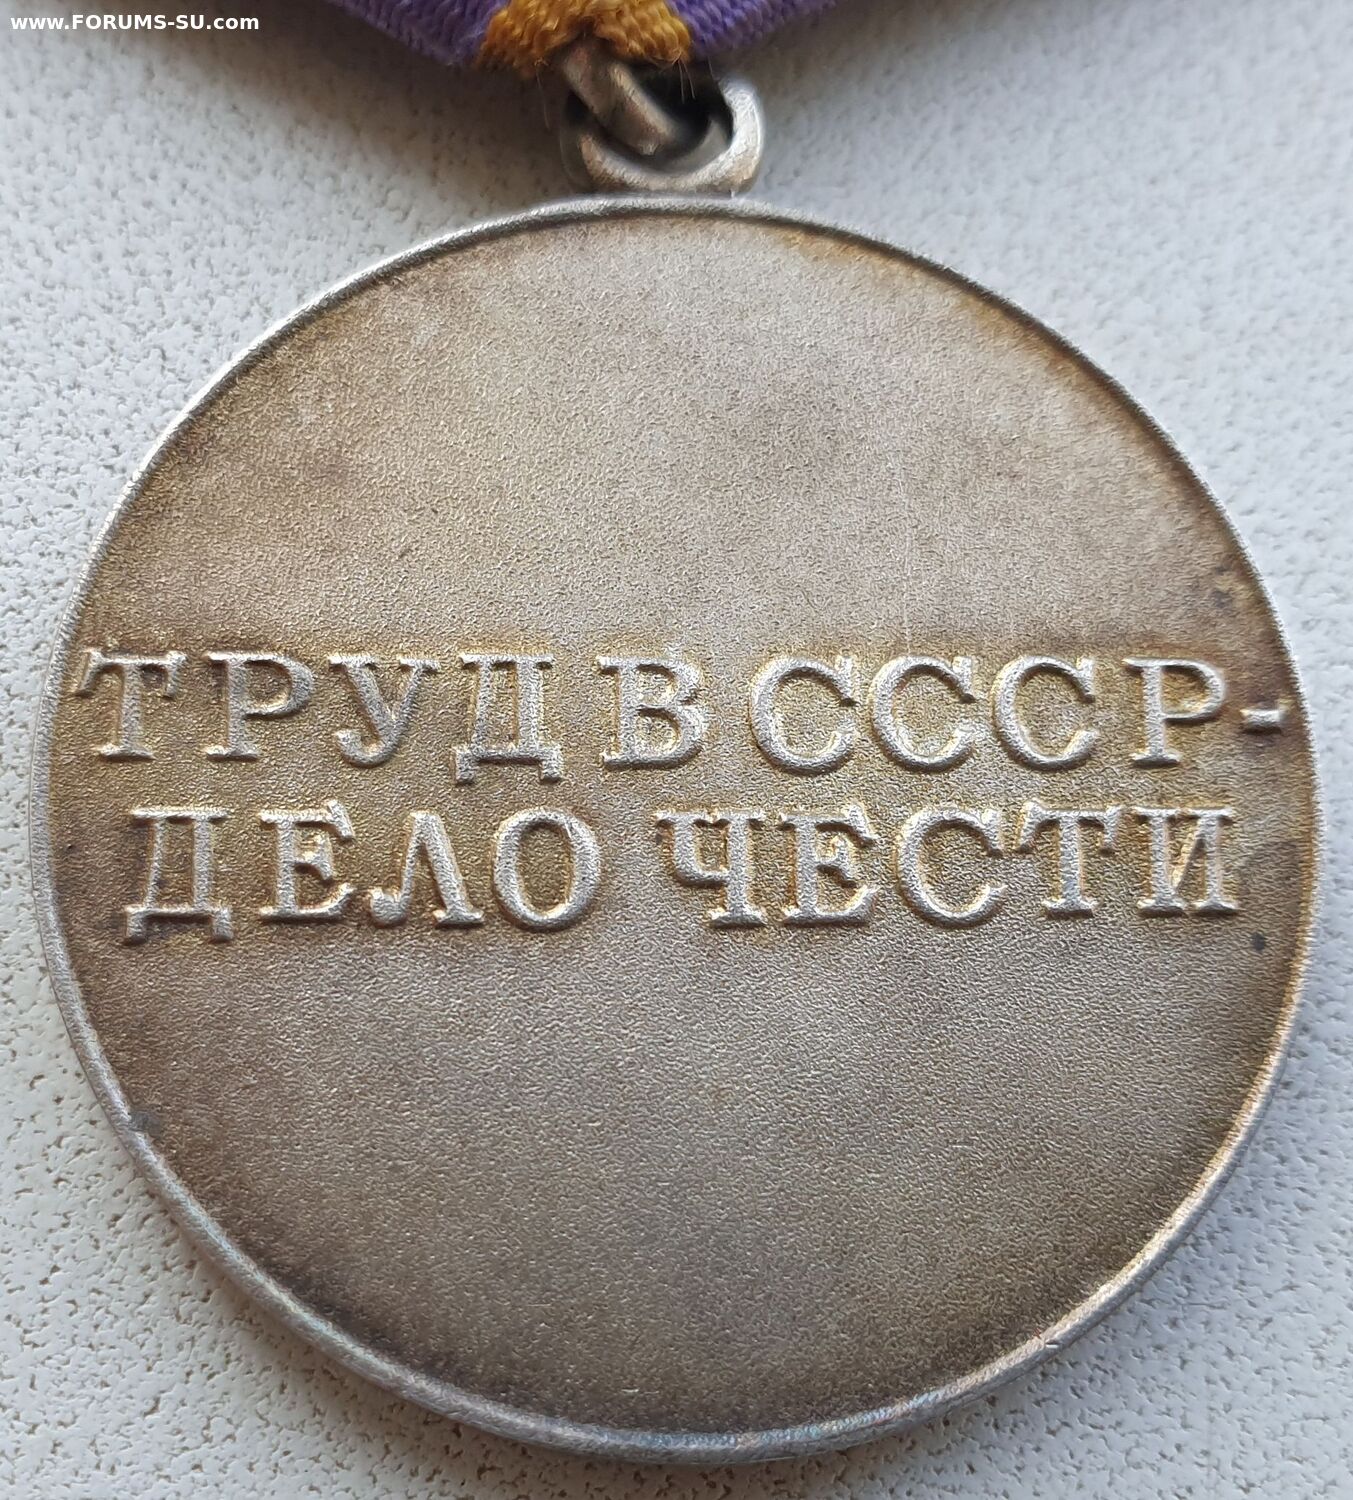 www.FORUMS-SU.com
ТРУД В СССР-
ДЕЛО ЧЕСТИ